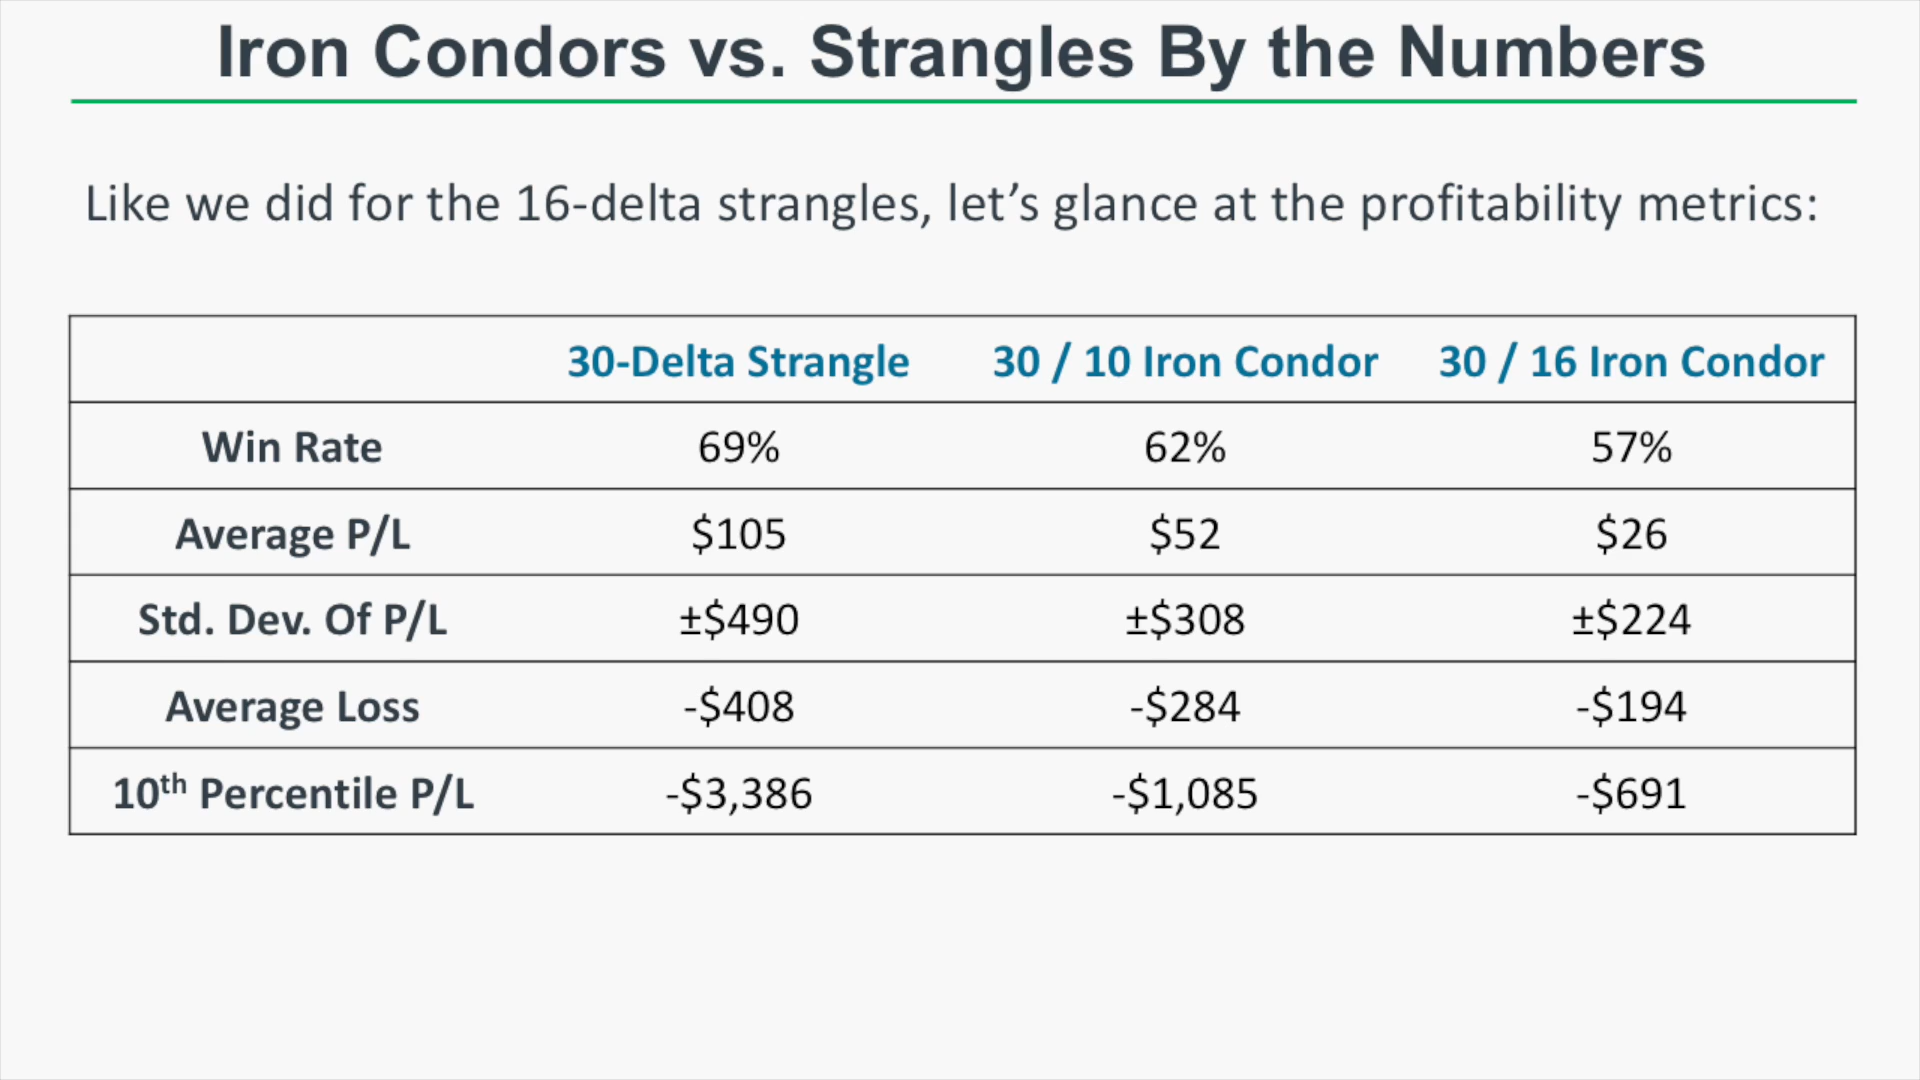 Iron Condors vs. Strangles By the Numbers
Like we did for the 16-delta strangles, let’s glance at the profitability metrics:
30-Delta Strangle 30 / 10 Iron Condor 30 / 16 Iron Condor
Win Rate 69% 62% 57%
Average P/L $105 $52 $26
Std. Dev. Of P/L ±$490 ±$308 ±$224
Average Loss -$408 -$284 -$194
10th Percentile P/L -$3,386 -$1,085 -$691